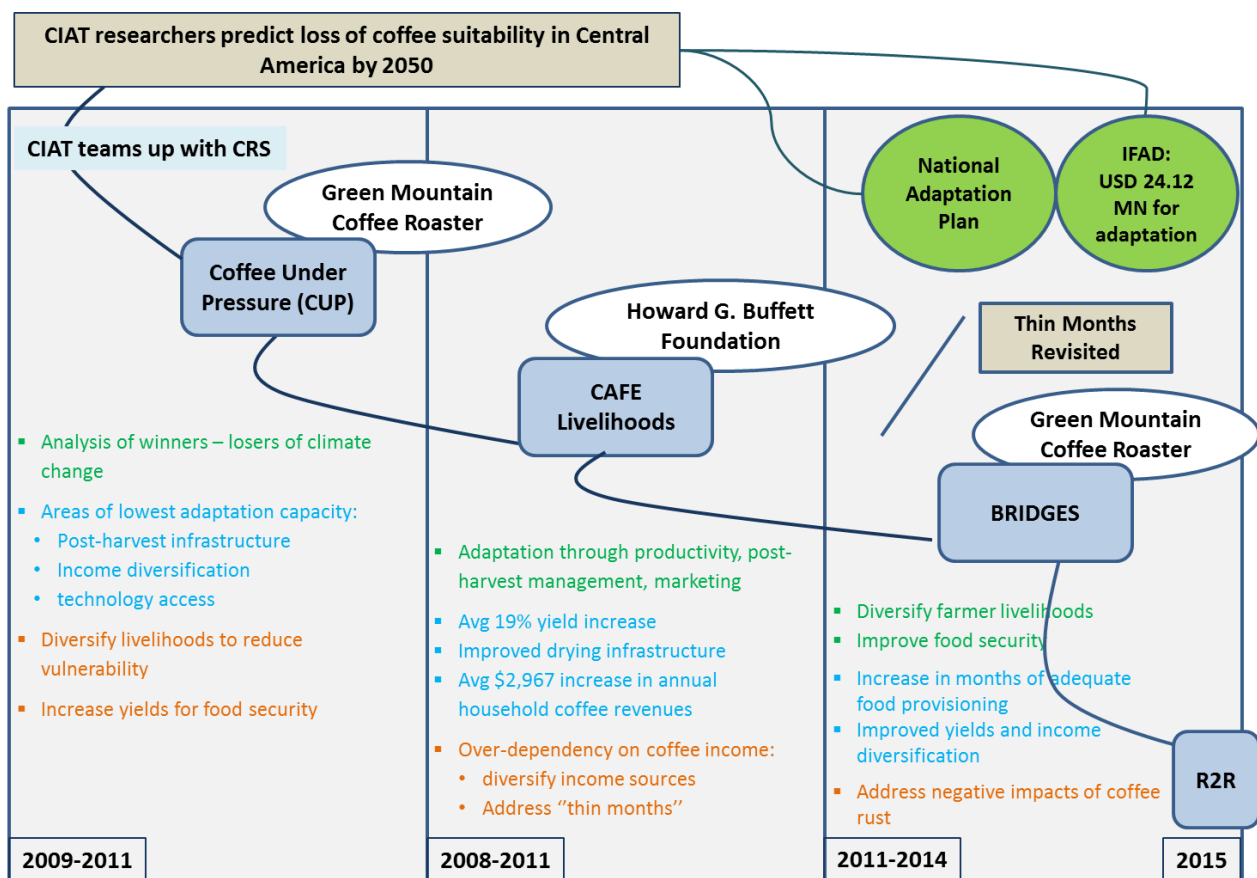 CIAT researchers predict loss of coffee suitability in Central
America by 2050
CIAT teams up with CRS
Green Mountain
Coffee Roaster
Coffee Under
Pressure (CUP)
▪ Analysis of winners – losers of climate
change
▪ Areas of lowest adaptation capacity:
• Post-harvest infrastructure
• Income diversification
• technology access
▪ Diversify livelihoods to reduce
vulnerability
▪ Increase yields for food security
2009-2011
Howard G. Buffett
Foundation
CAFE
Livelihoods
▪ Adaptation through productivity, post-
harvest management, marketing
▪ Avg 19% yield increase
▪ Improved drying infrastructure
▪ Avg $2,967 increase in annual
household coffee revenues
▪ Over-dependency on coffee income:
• diversify income sources
• Address ‘’thin months’’
2008-2011
National
Adaptation
Plan
IFAD:
USD 24.12
MN for
adaptation
Thin Months
Revisited
Green Mountain
Coffee Roaster
BRIDGES
▪ Diversify farmer livelihoods
▪ Improve food security
▪ Increase in months of adequate
food provisioning
▪ Improved yields and income
diversification
▪ Address negative impacts of coffee
rust
R2R
2011-2014
2015